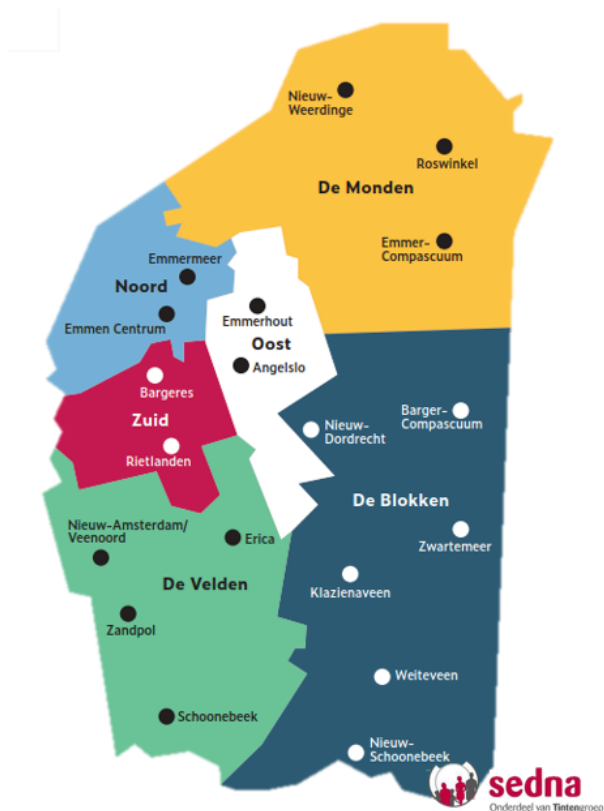 Nieuw-
Weerdinge
Roswinkel
De Monden
Emmer-
Compascuum
Emmermeer
Noord
Emmen Centrum
Emmerhout
Oost
Angelslo
Bargeres
Zuid
Rietlanden
Barger-
Compascuum
Nieuw-
Dordrecht
De Blokken
Zwartemeer
Klazienaveen
Nieuw-Amsterdam/
Veenoord
Erica
De Velden
Zandpol
Schoonebeek
Weiteveen
Nieuw-
Schoonebeek
sedna
Onderdeel van Tintengroep